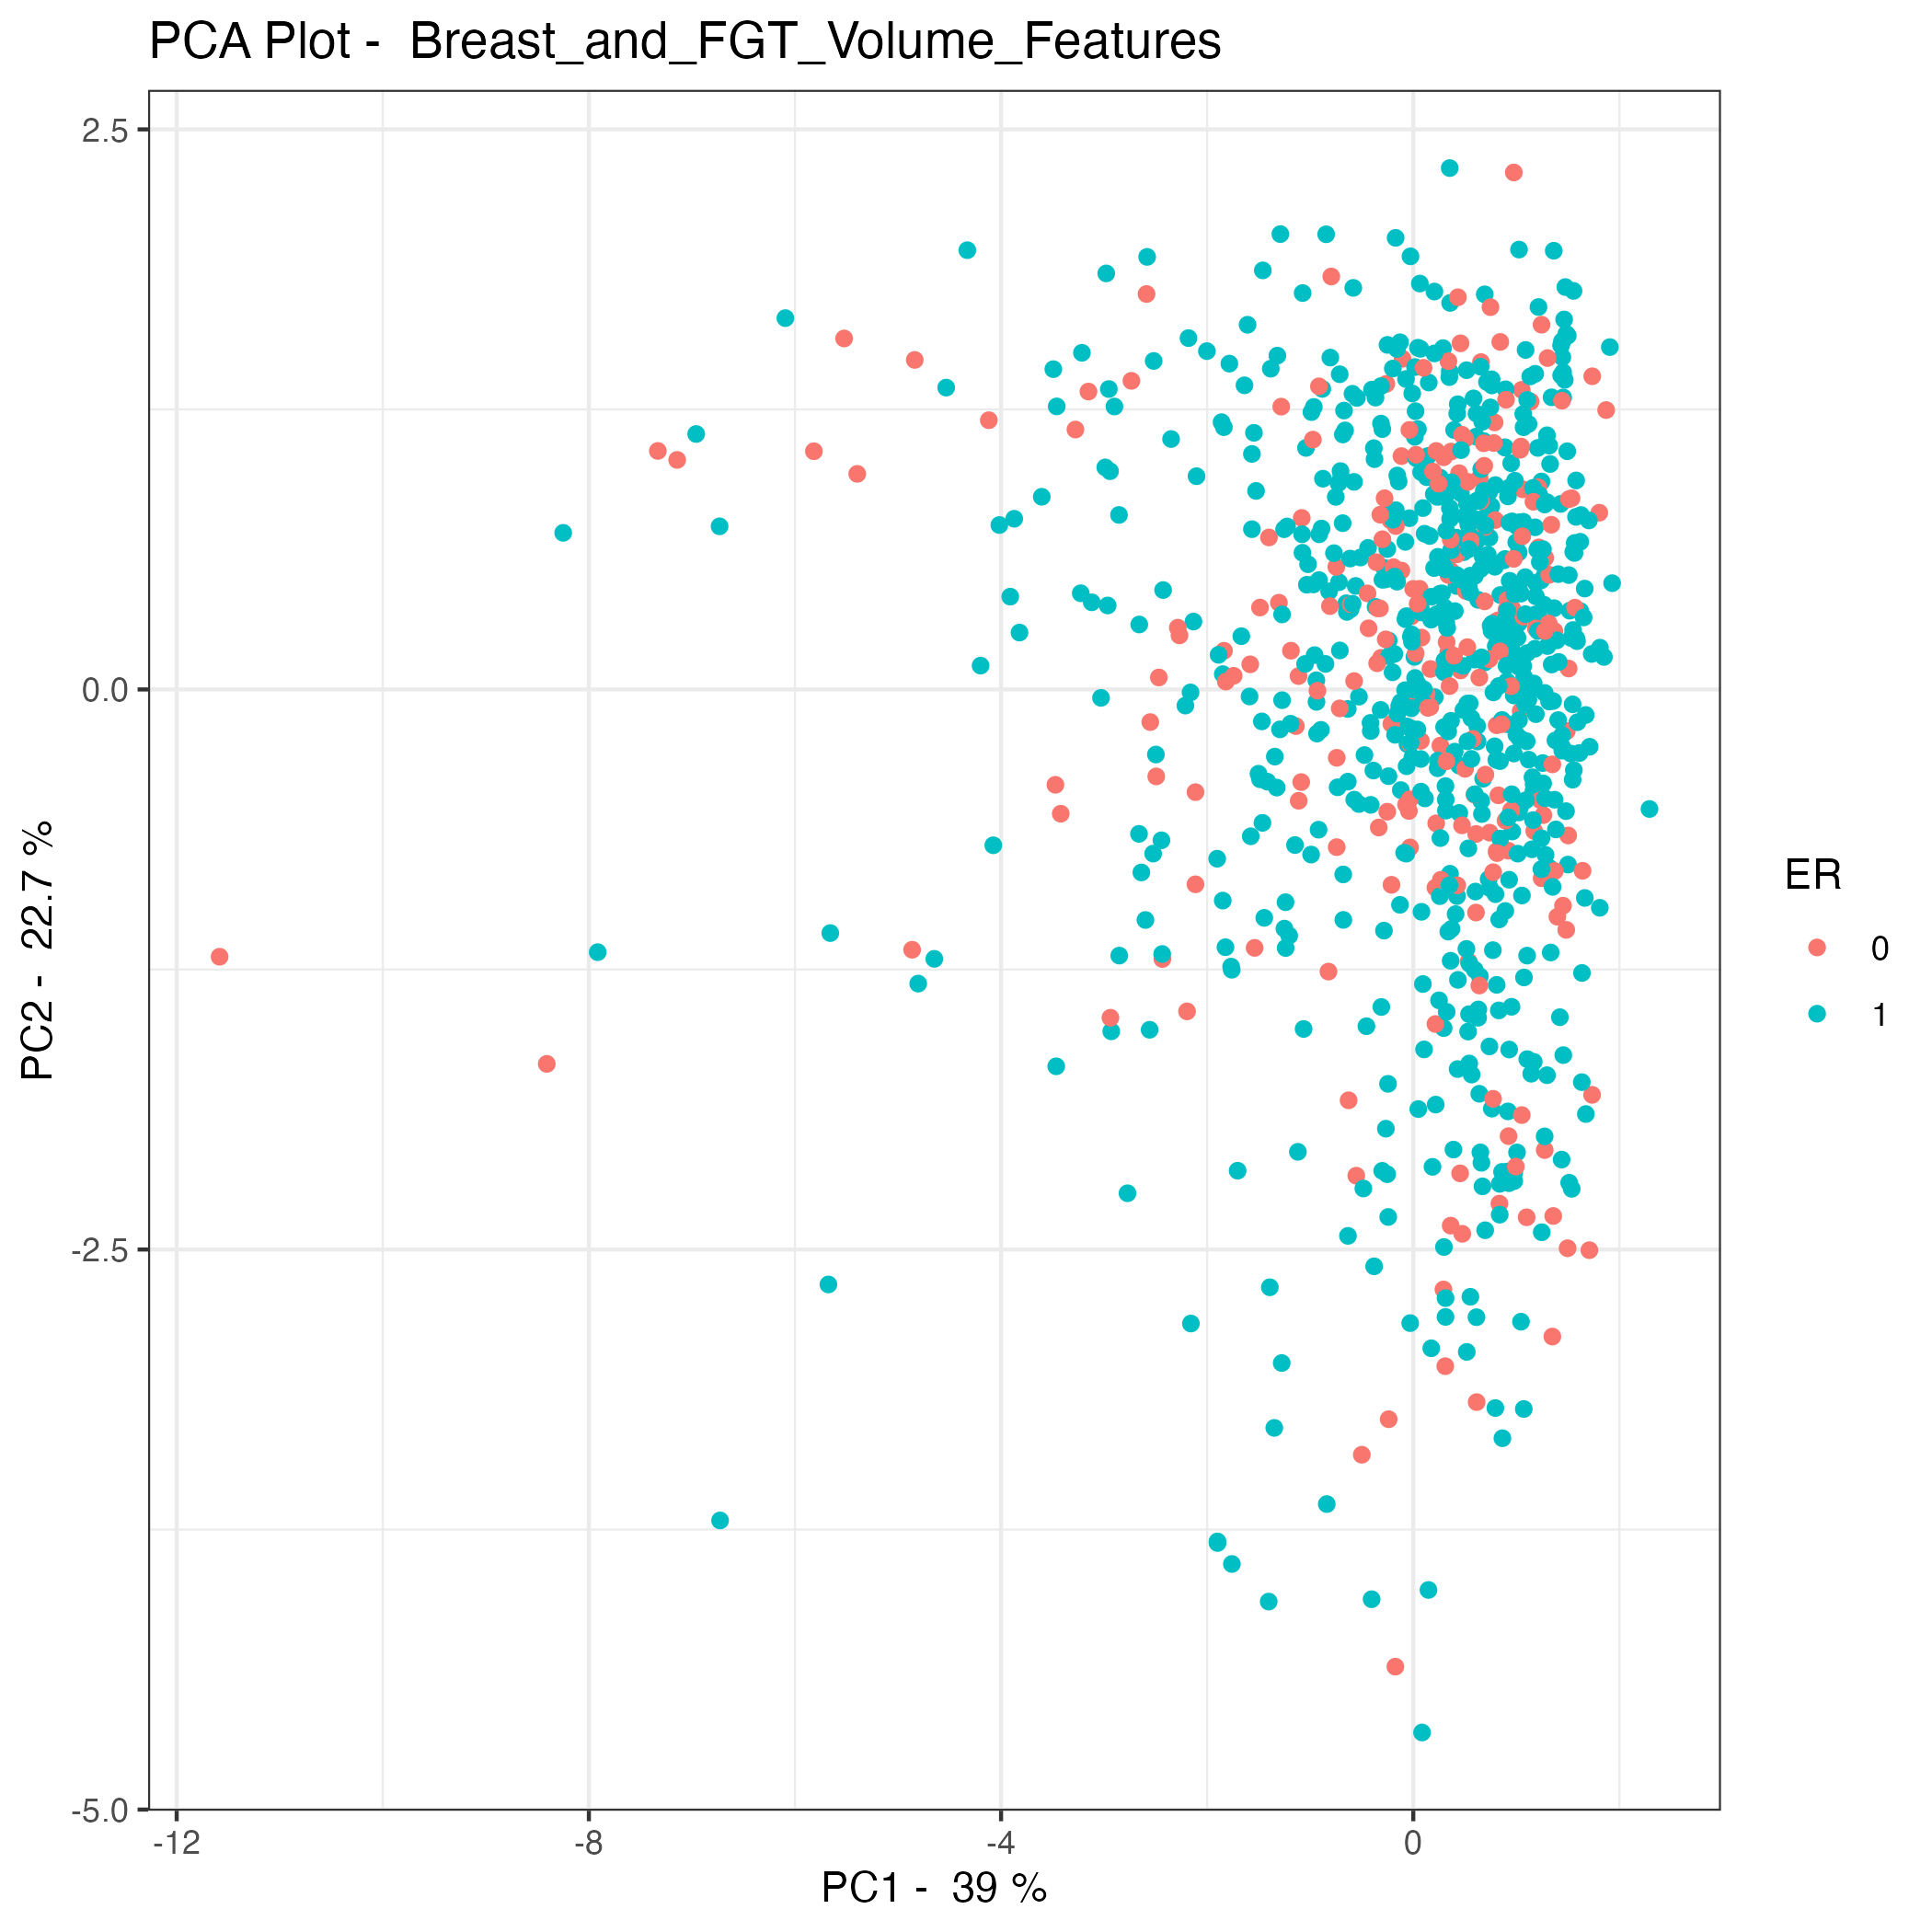 PCA Plot -  Breast_and_FGT_Volume_Features
2.5
0.0
-2.5
-5.0
PC2 -  22.7 %
-12
-8
-4
0
PC1 -  39 %
ER
0
1